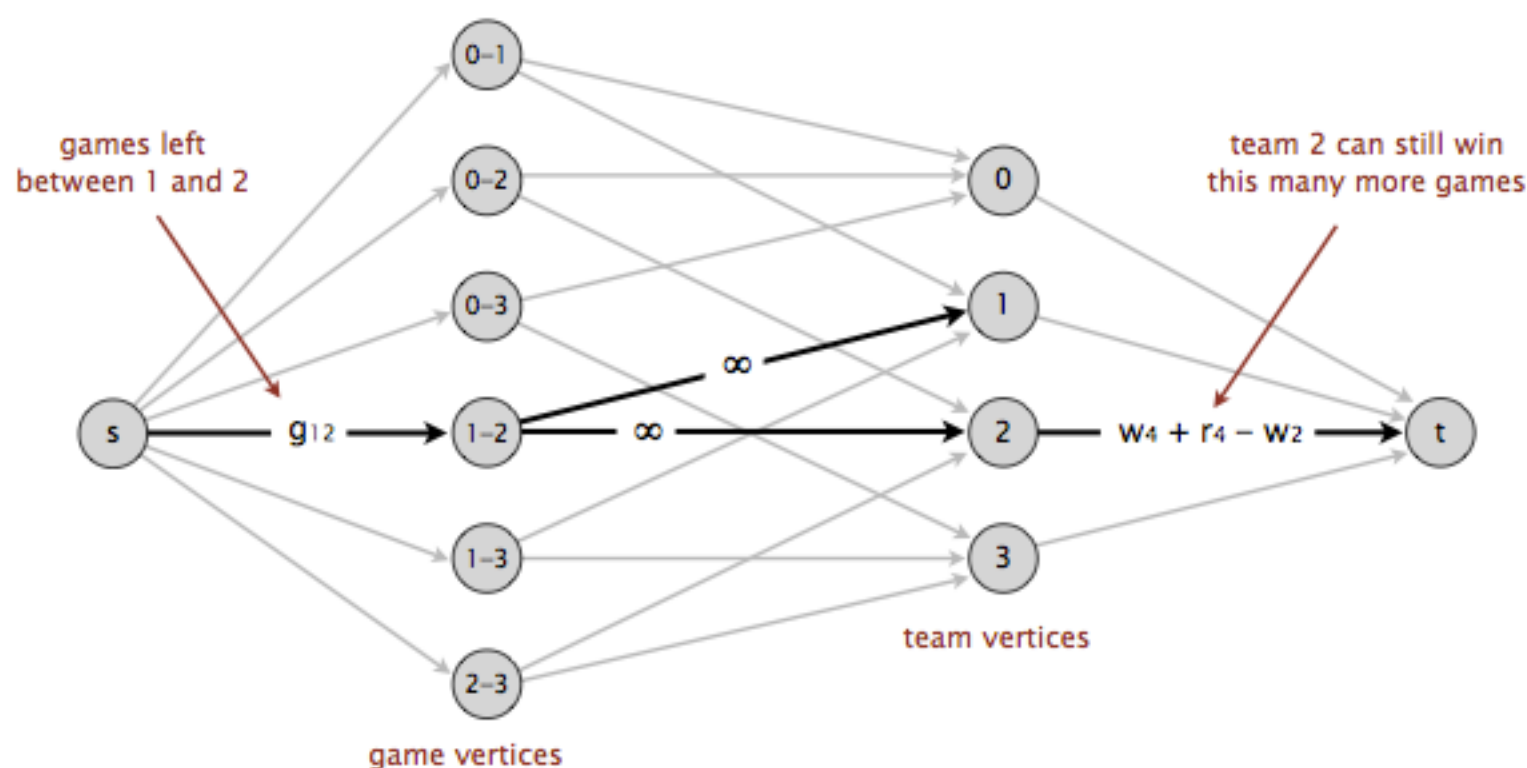 0–1
games left
between 1 and 2
team 2 can still win
this many more games
0–2
0
0–3
1
∞
s
g12
1–2
∞
2
w4 + r4 – w2
t
1–3
3
team vertices
2–3
game vertices